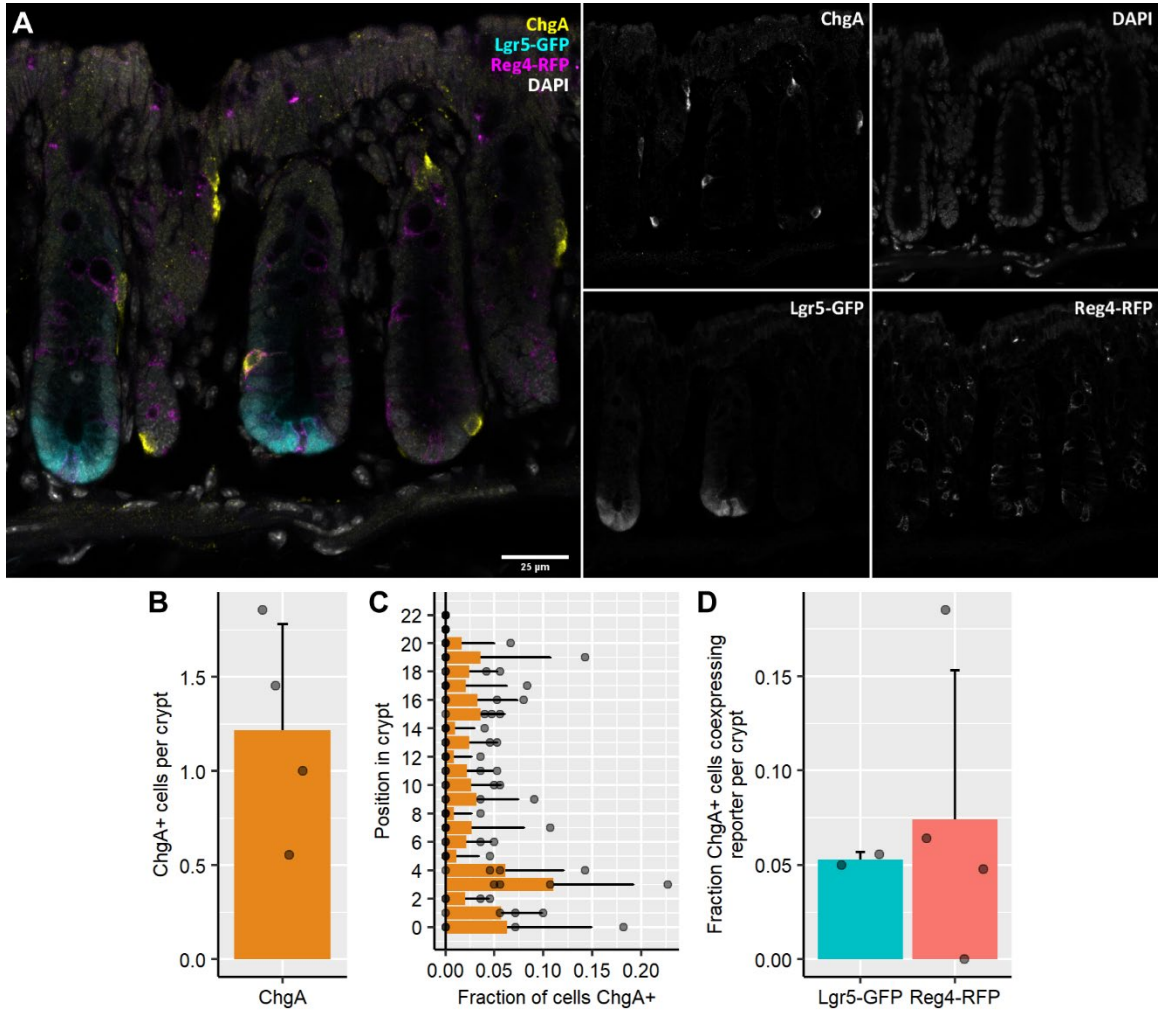 A
ChgA
Lgr5-GFP
Reg4-RFP
DAPI
25 μm
ChgA
DAPI
Lgr5-GFP
Reg4-RFP
B
ChgA+ cells per crypt
1.5
1.0
0.5
0.0
ChgA
C
Position in crypt
22
20
18
16
14
12
10
8
6
4
2
0
0.00 0.05 0.10 0.15 0.20
Fraction of cells ChgA+
D
Fraction ChgA+ cells coexpressing
reporter per crypt
0.15
0.10
0.05
0.00
Lgr5-GFP Reg4-RFP